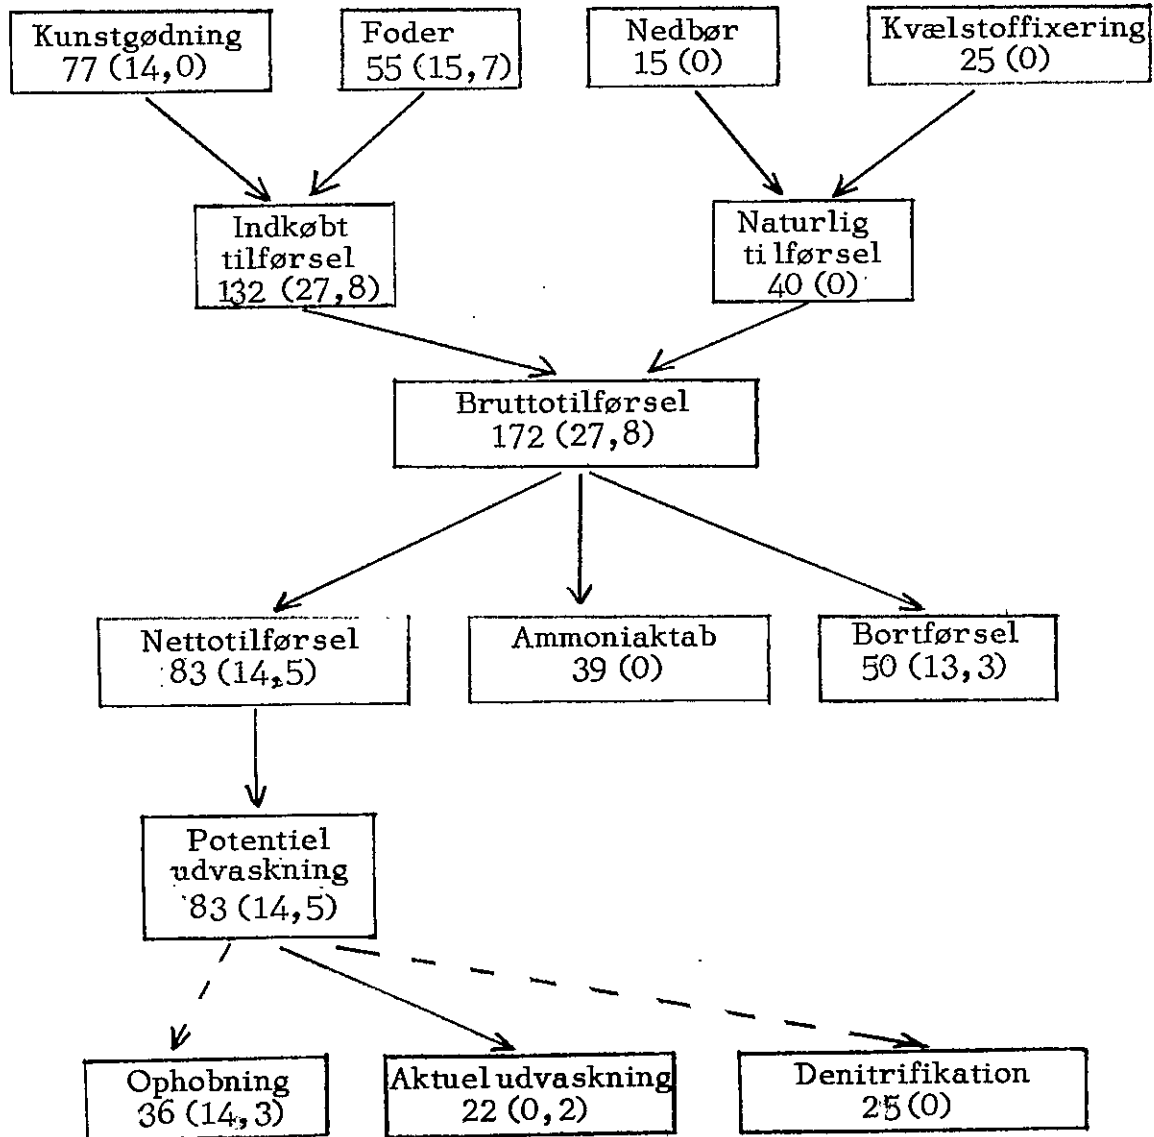 Kunstgødning
77 (14,0)
Foder
55 (15,7)
Nedbør
15 (0)
Kvælstoffixering
25 (0)
Indkøbt
tilførsel
132 (27,8)
Naturlig
tilførsel
40 (0)
Bruttotilførsel
172 (27,8)
Nettotilførsel
83 (14,5)
Ammoniaktab
39 (0)
Bortførsel
50 (13,3)
Potentiel
udvaskning
83 (14,5)
Ophobning
36 (14,3)
Aktuel udvaskning
22 (0,2)
Denitrifikation
25 (0)